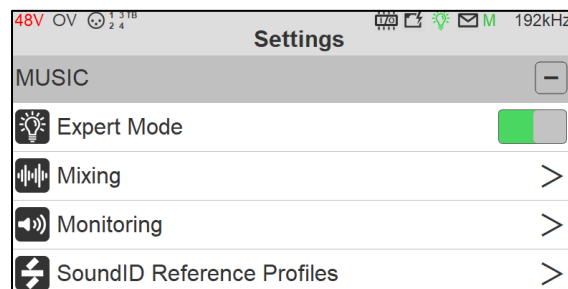 48V OV 1 3 TB 2 4 I/O M 192kHz
Settings
MUSIC
Expert Mode
Mixing
Monitoring
SoundID Reference Profiles